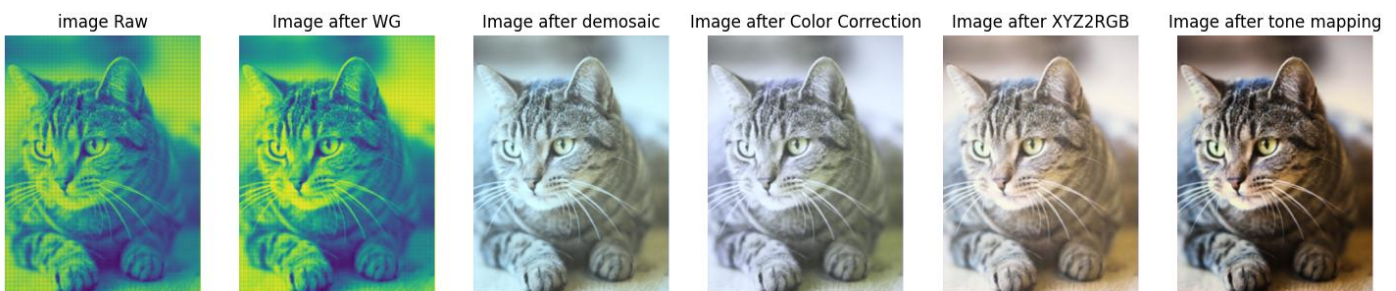 image Raw
Image after WG
Image after demosaic
Image after Color Correction
Image after XYZ2RGB
Image after tone mapping